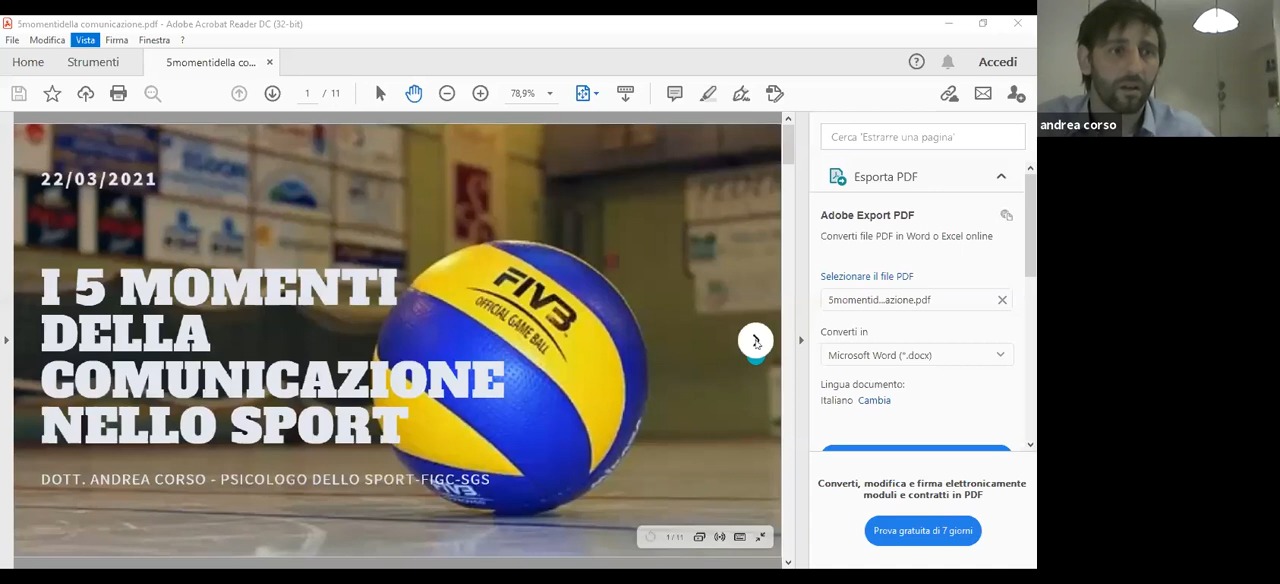 5momentidella comunicazione.pdf - Adobe Acrobat Reader DC (32-bit)
File Modifica Vista Firma Finestra ?
Home Strumenti 5momentidella co... × Accedi
1 / 11 78,9%
andrea corso
Cerca 'Estrarre una pagina'
Esporta PDF
Adobe Export PDF
Converti file PDF in Word o Excel online
Selezionare il file PDF
5momentid...azione.pdf
Converti in
Microsoft Word (*.docx)
Lingua documento:
Italiano Cambia
Converti, modifica e firma elettronicamente
moduli e contratti in PDF
Prova gratuita di 7 giorni
22/03/2021
I 5 MOMENTI
DELLA
COMUNICAZIONE
NELLO SPORT
DOTT. ANDREA CORSO - PSICOLOGO DELLO SPORT-FIGC-SGS
FIVB
OFFICIAL GAME BALL
1 / 11